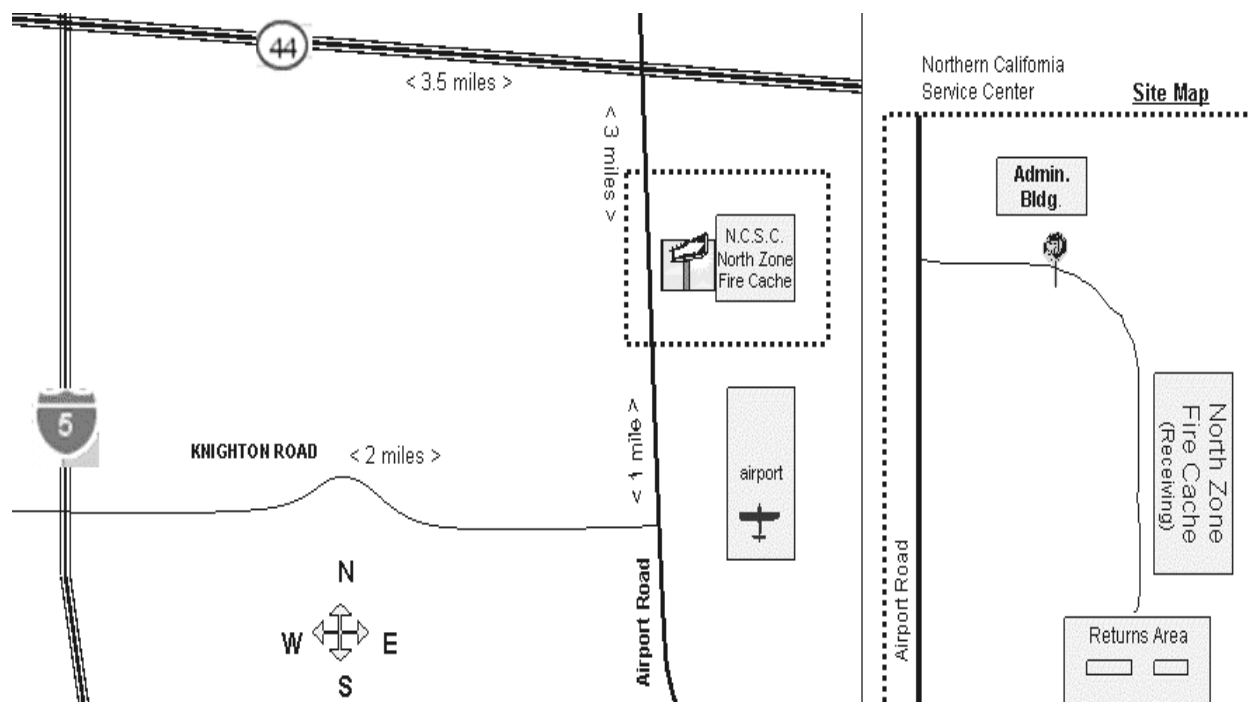 44
< 3.5 miles >
< 3 miles >
N.C.S.C.
North Zone
Fire Cache
5
KNIGHTON ROAD
< 2 miles >
< 1 mile >
airport
Airport Road
N
W
E
S
Northern California
Service Center
Site Map
Admin.
Bldg.
North Zone
Fire Cache
(Receiving)
Airport Road
Returns Area